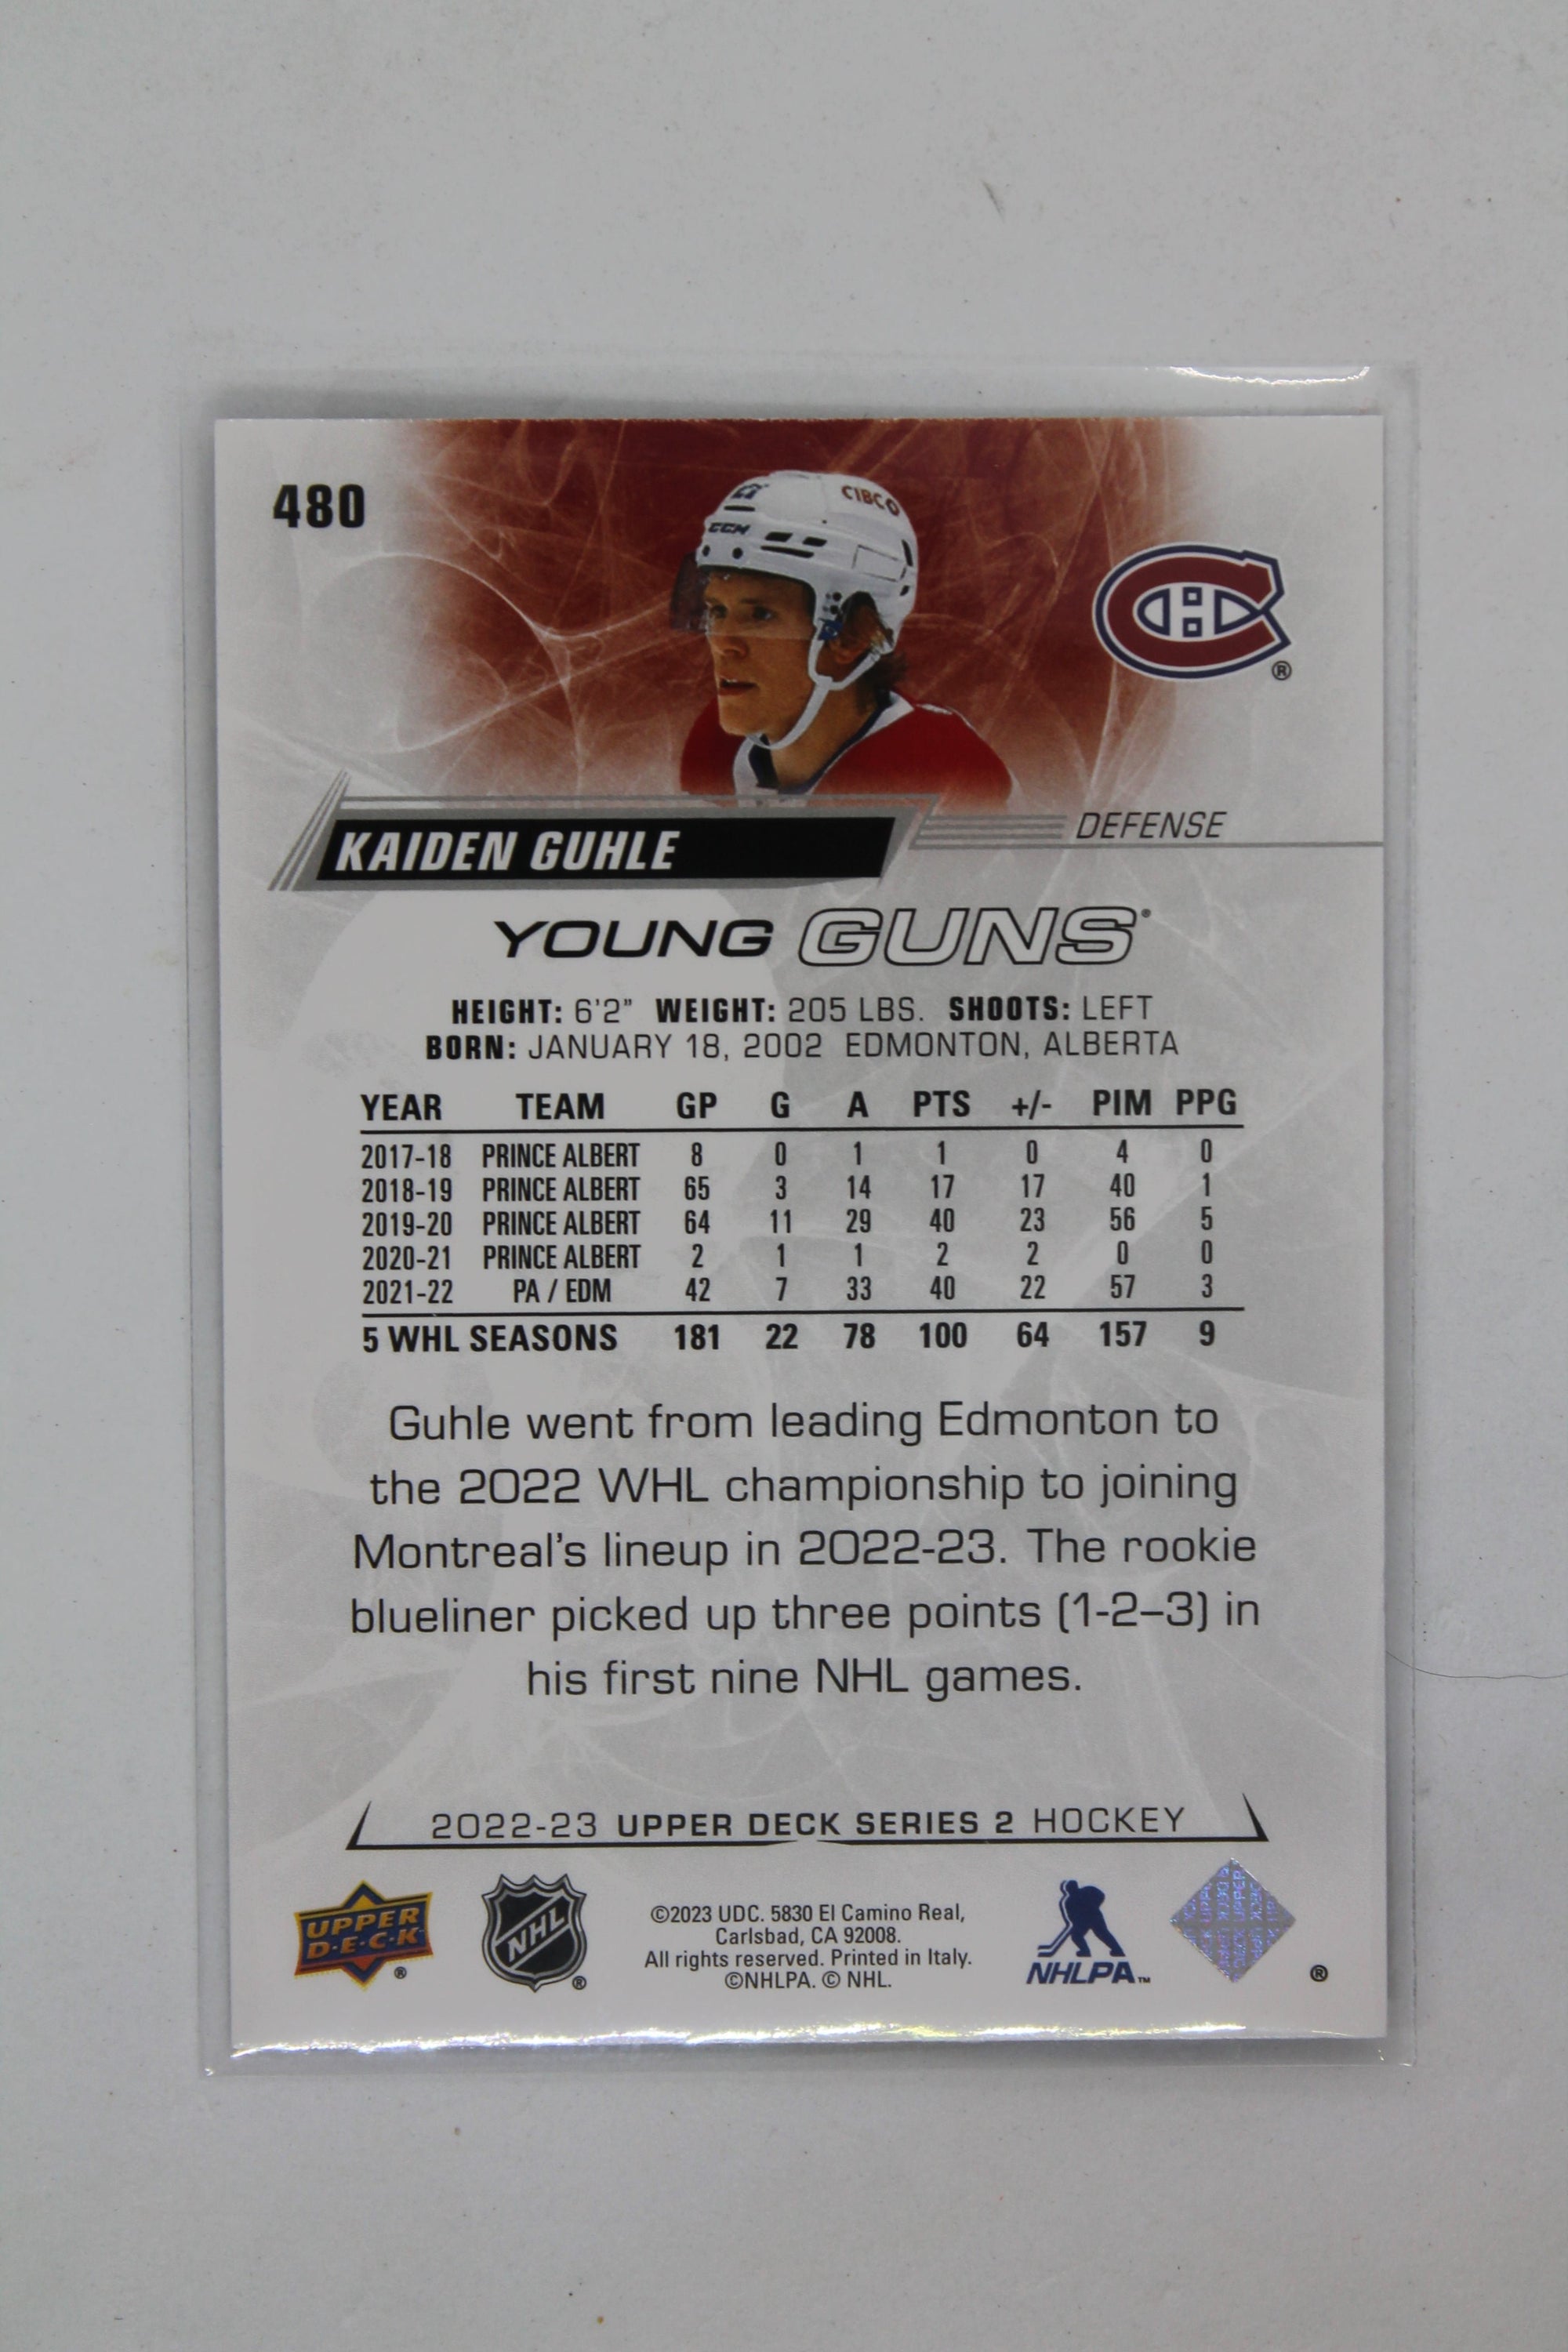 480
CIBCO
CCM
®
KAIDEN GUHLE
DEFENSE
YOUNG GUNS®
HEIGHT: 6'2" WEIGHT: 205 LBS. SHOOTS: LEFT
BORN: JANUARY 18, 2002 EDMONTON, ALBERTA
YEAR TEAM GP G A PTS +/- PIM PPG
2017-18 PRINCE ALBERT 8 0 1 1 0 4 0
2018-19 PRINCE ALBERT 65 3 14 17 17 40 1
2019-20 PRINCE ALBERT 64 11 29 40 23 56 5
2020-21 PRINCE ALBERT 2 1 1 2 2 0 0
2021-22 PA / EDM 42 7 33 40 22 57 3
5 WHL SEASONS 181 22 78 100 64 157 9
Guhle went from leading Edmonton to
the 2022 WHL championship to joining
Montreal's lineup in 2022-23. The rookie
blueliner picked up three points (1-2–3) in
his first nine NHL games.
2022-23 UPPER DECK SERIES 2 HOCKEY
UPPER
D·E·C·K
®
NHL
®
©2023 UDC. 5830 El Camino Real,
Carlsbad, CA 92008.
All rights reserved. Printed in Italy.
©NHLPA. © NHL.
NHLPA™
®